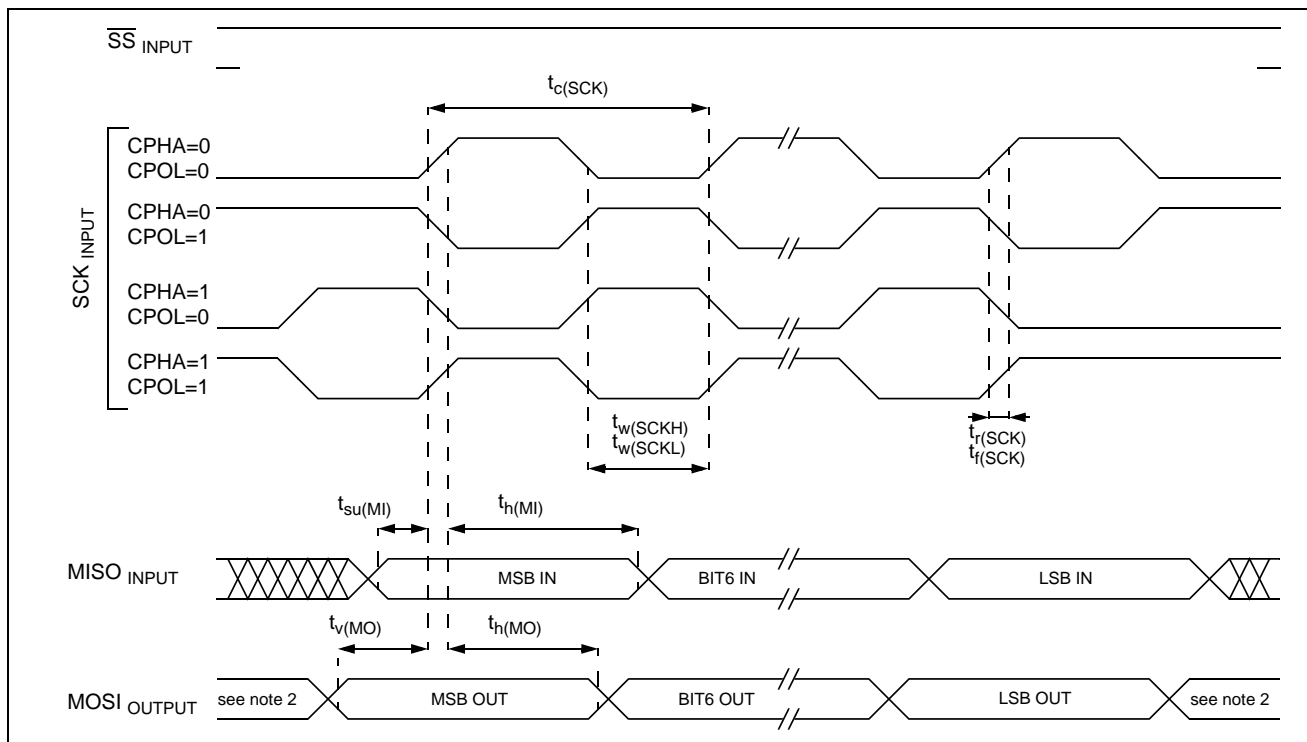 SS INPUT
tc(SCK)
SCK INPUT
CPHA=0
CPOL=0
CPHA=0
CPOL=1
CPHA=1
CPOL=0
CPHA=1
CPOL=1
tw(SCKH)
tw(SCKL)
tr(SCK)
tf(SCK)
tsu(MI)
th(MI)
MISO INPUT
MSB IN
BIT6 IN
LSB IN
tv(MO)
th(MO)
MOSI OUTPUT
see note 2
MSB OUT
BIT6 OUT
LSB OUT
see note 2